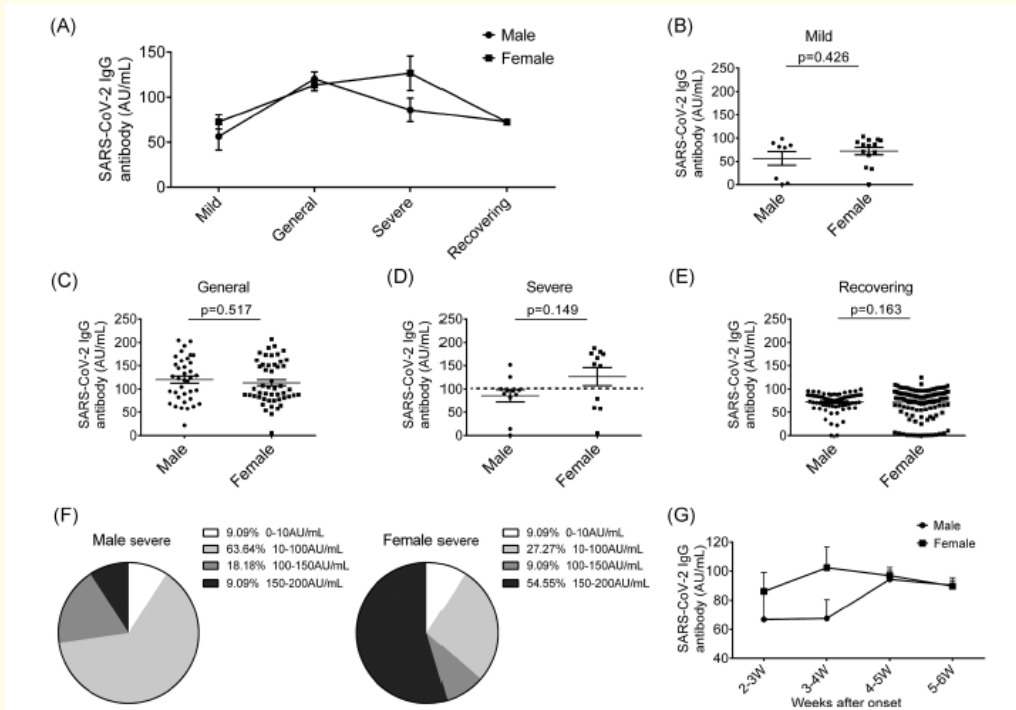 (A)
Male
Female
SARS-CoV-2 IgG
antibody (AU/mL)
150
100
50
0
Mild
General
Severe
Recovering
(B)
Mild
p=0.426
SARS-CoV-2 IgG
antibody (AU/mL)
250
200
150
100
50
0
Male
Female
(C)
General
p=0.517
SARS-CoV-2 IgG
antibody (AU/mL)
250
200
150
100
50
0
Male
Female
(D)
Severe
p=0.149
SARS-CoV-2 IgG
antibody (AU/mL)
250
200
150
100
50
0
Male
Female
(E)
Recovering
p=0.163
SARS-CoV-2 IgG
antibody (AU/mL)
250
200
150
100
50
0
Male
Female
(F)
Male severe
9.09% 0-10AU/mL
63.64% 10-100AU/mL
18.18% 100-150AU/mL
9.09% 150-200AU/mL
Female severe
9.09% 0-10AU/mL
27.27% 10-100AU/mL
9.09% 100-150AU/mL
54.55% 150-200AU/mL
(G)
Male
Female
SARS-CoV-2 IgG
antibody (AU/mL)
120
100
80
60
40
2-3W
3-4W
4-5W
5-6W
Weeks after onset